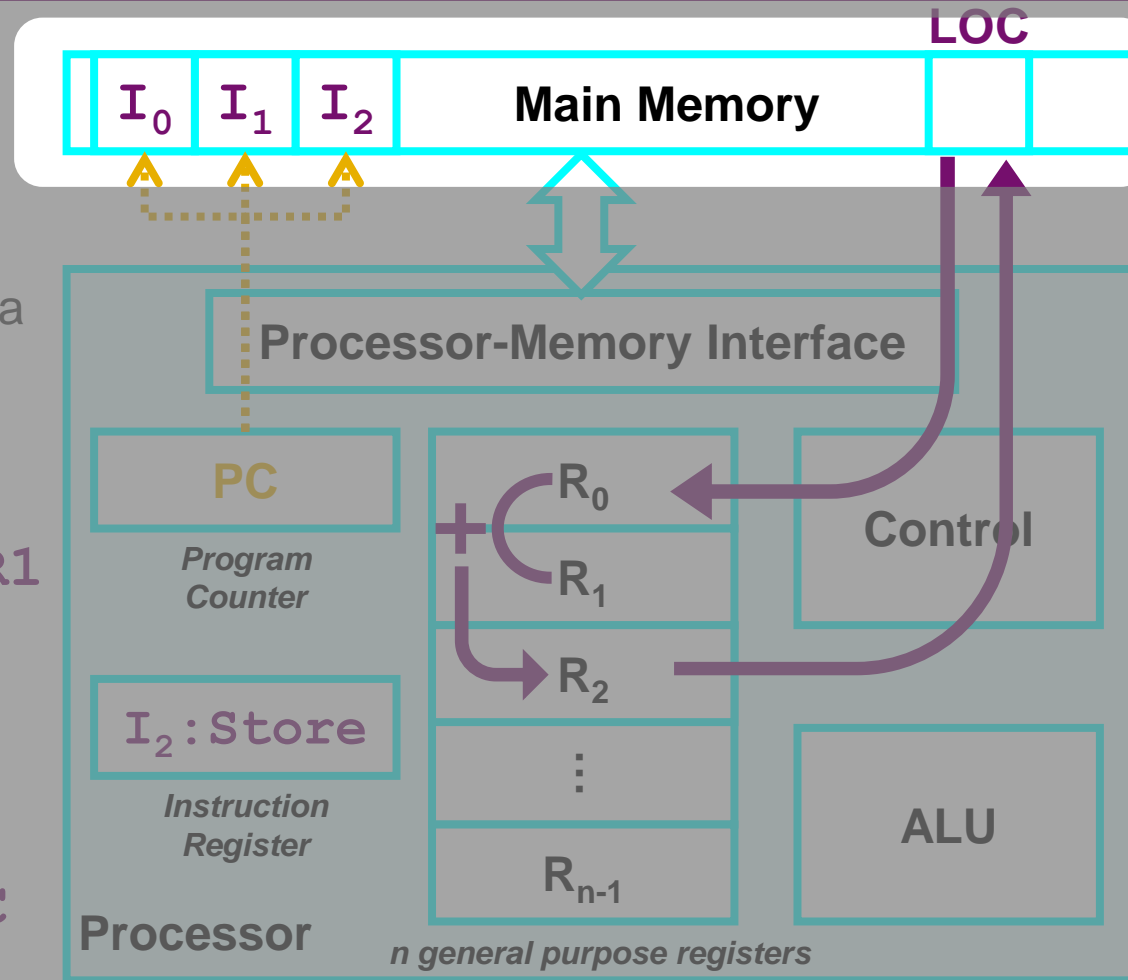 LOC
I0 I1 I2 Main Memory
a
Processor-Memory Interface
PC
Program
Counter
R1
I2:Store
Instruction
Register
R0
+
R1
R2
⋮
Rn-1
n general purpose registers
Control
ALU
Processor